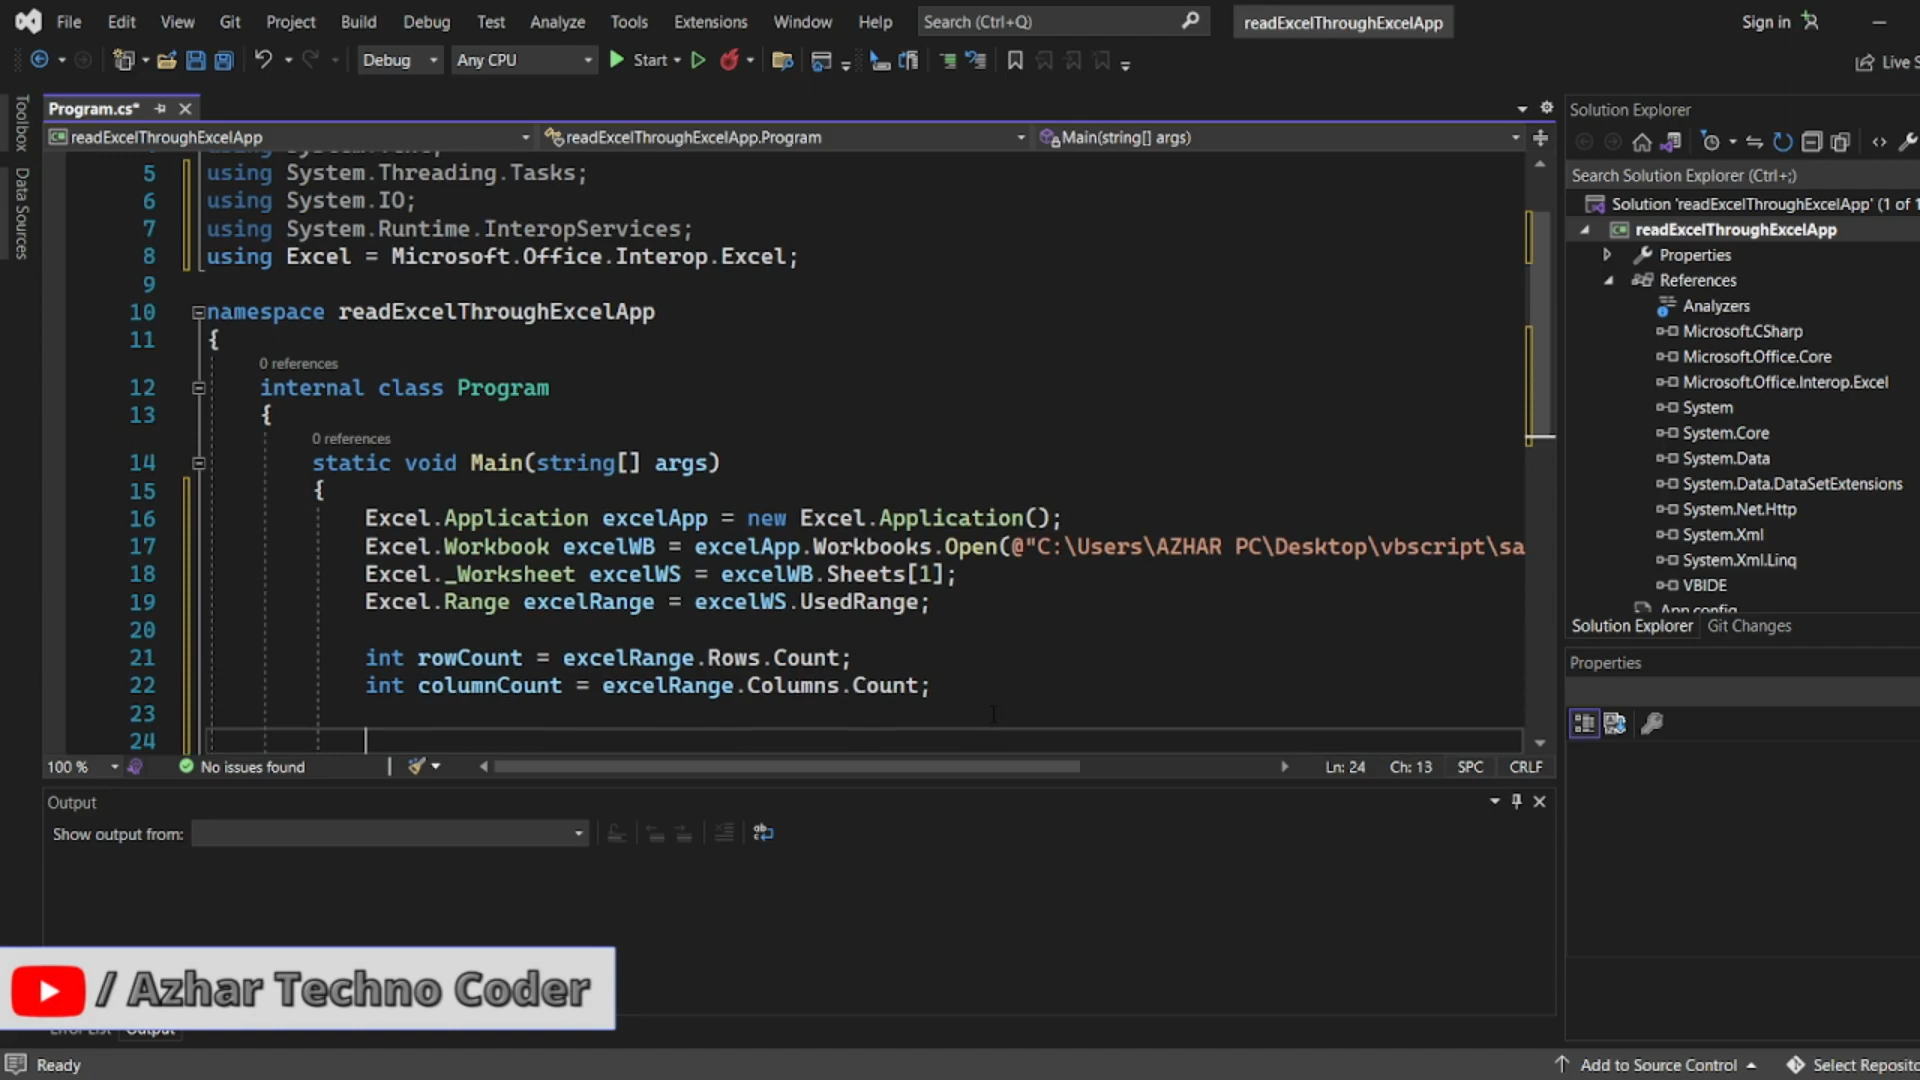 File Edit View Git Project Build Debug Test Analyze Tools Extensions Window Help Search (Ctrl+Q) readExcelThroughExcelApp Sign in
Debug Any CPU Start Live S
Toolbox
Data Sources
Program.cs*
readExcelThroughExcelApp readExcelThroughExcelApp.Program Main(string[] args)
5 using System.Threading.Tasks;
6 using System.IO;
7 using System.Runtime.InteropServices;
8 using Excel = Microsoft.Office.Interop.Excel;
9
10 namespace readExcelThroughExcelApp
11 {
0 references
12 internal class Program
13 {
0 references
14 static void Main(string[] args)
15 {
16 Excel.Application excelApp = new Excel.Application();
17 Excel.Workbook excelWB = excelApp.Workbooks.Open(@"C:\Users\AZHAR PC\Desktop\vbscript\sa
18 Excel._Worksheet excelWS = excelWB.Sheets[1];
19 Excel.Range excelRange = excelWS.UsedRange;
20
21 int rowCount = excelRange.Rows.Count;
22 int columnCount = excelRange.Columns.Count;
23
24
100 % No issues found Ln: 24 Ch: 13 SPC CRLF
Output
Show output from:
/ Azhar Techno Coder
Output
Solution Explorer
Search Solution Explorer (Ctrl+;)
Solution 'readExcelThroughExcelApp' (1 of 1
readExcelThroughExcelApp
Properties
References
Analyzers
Microsoft.CSharp
Microsoft.Office.Core
Microsoft.Office.Interop.Excel
System
System.Core
System.Data
System.Data.DataSetExtensions
System.Net.Http
System.Xml
System.Xml.Linq
VBIDE
App.config
Solution Explorer Git Changes
Properties
Ready Add to Source Control Select Reposito